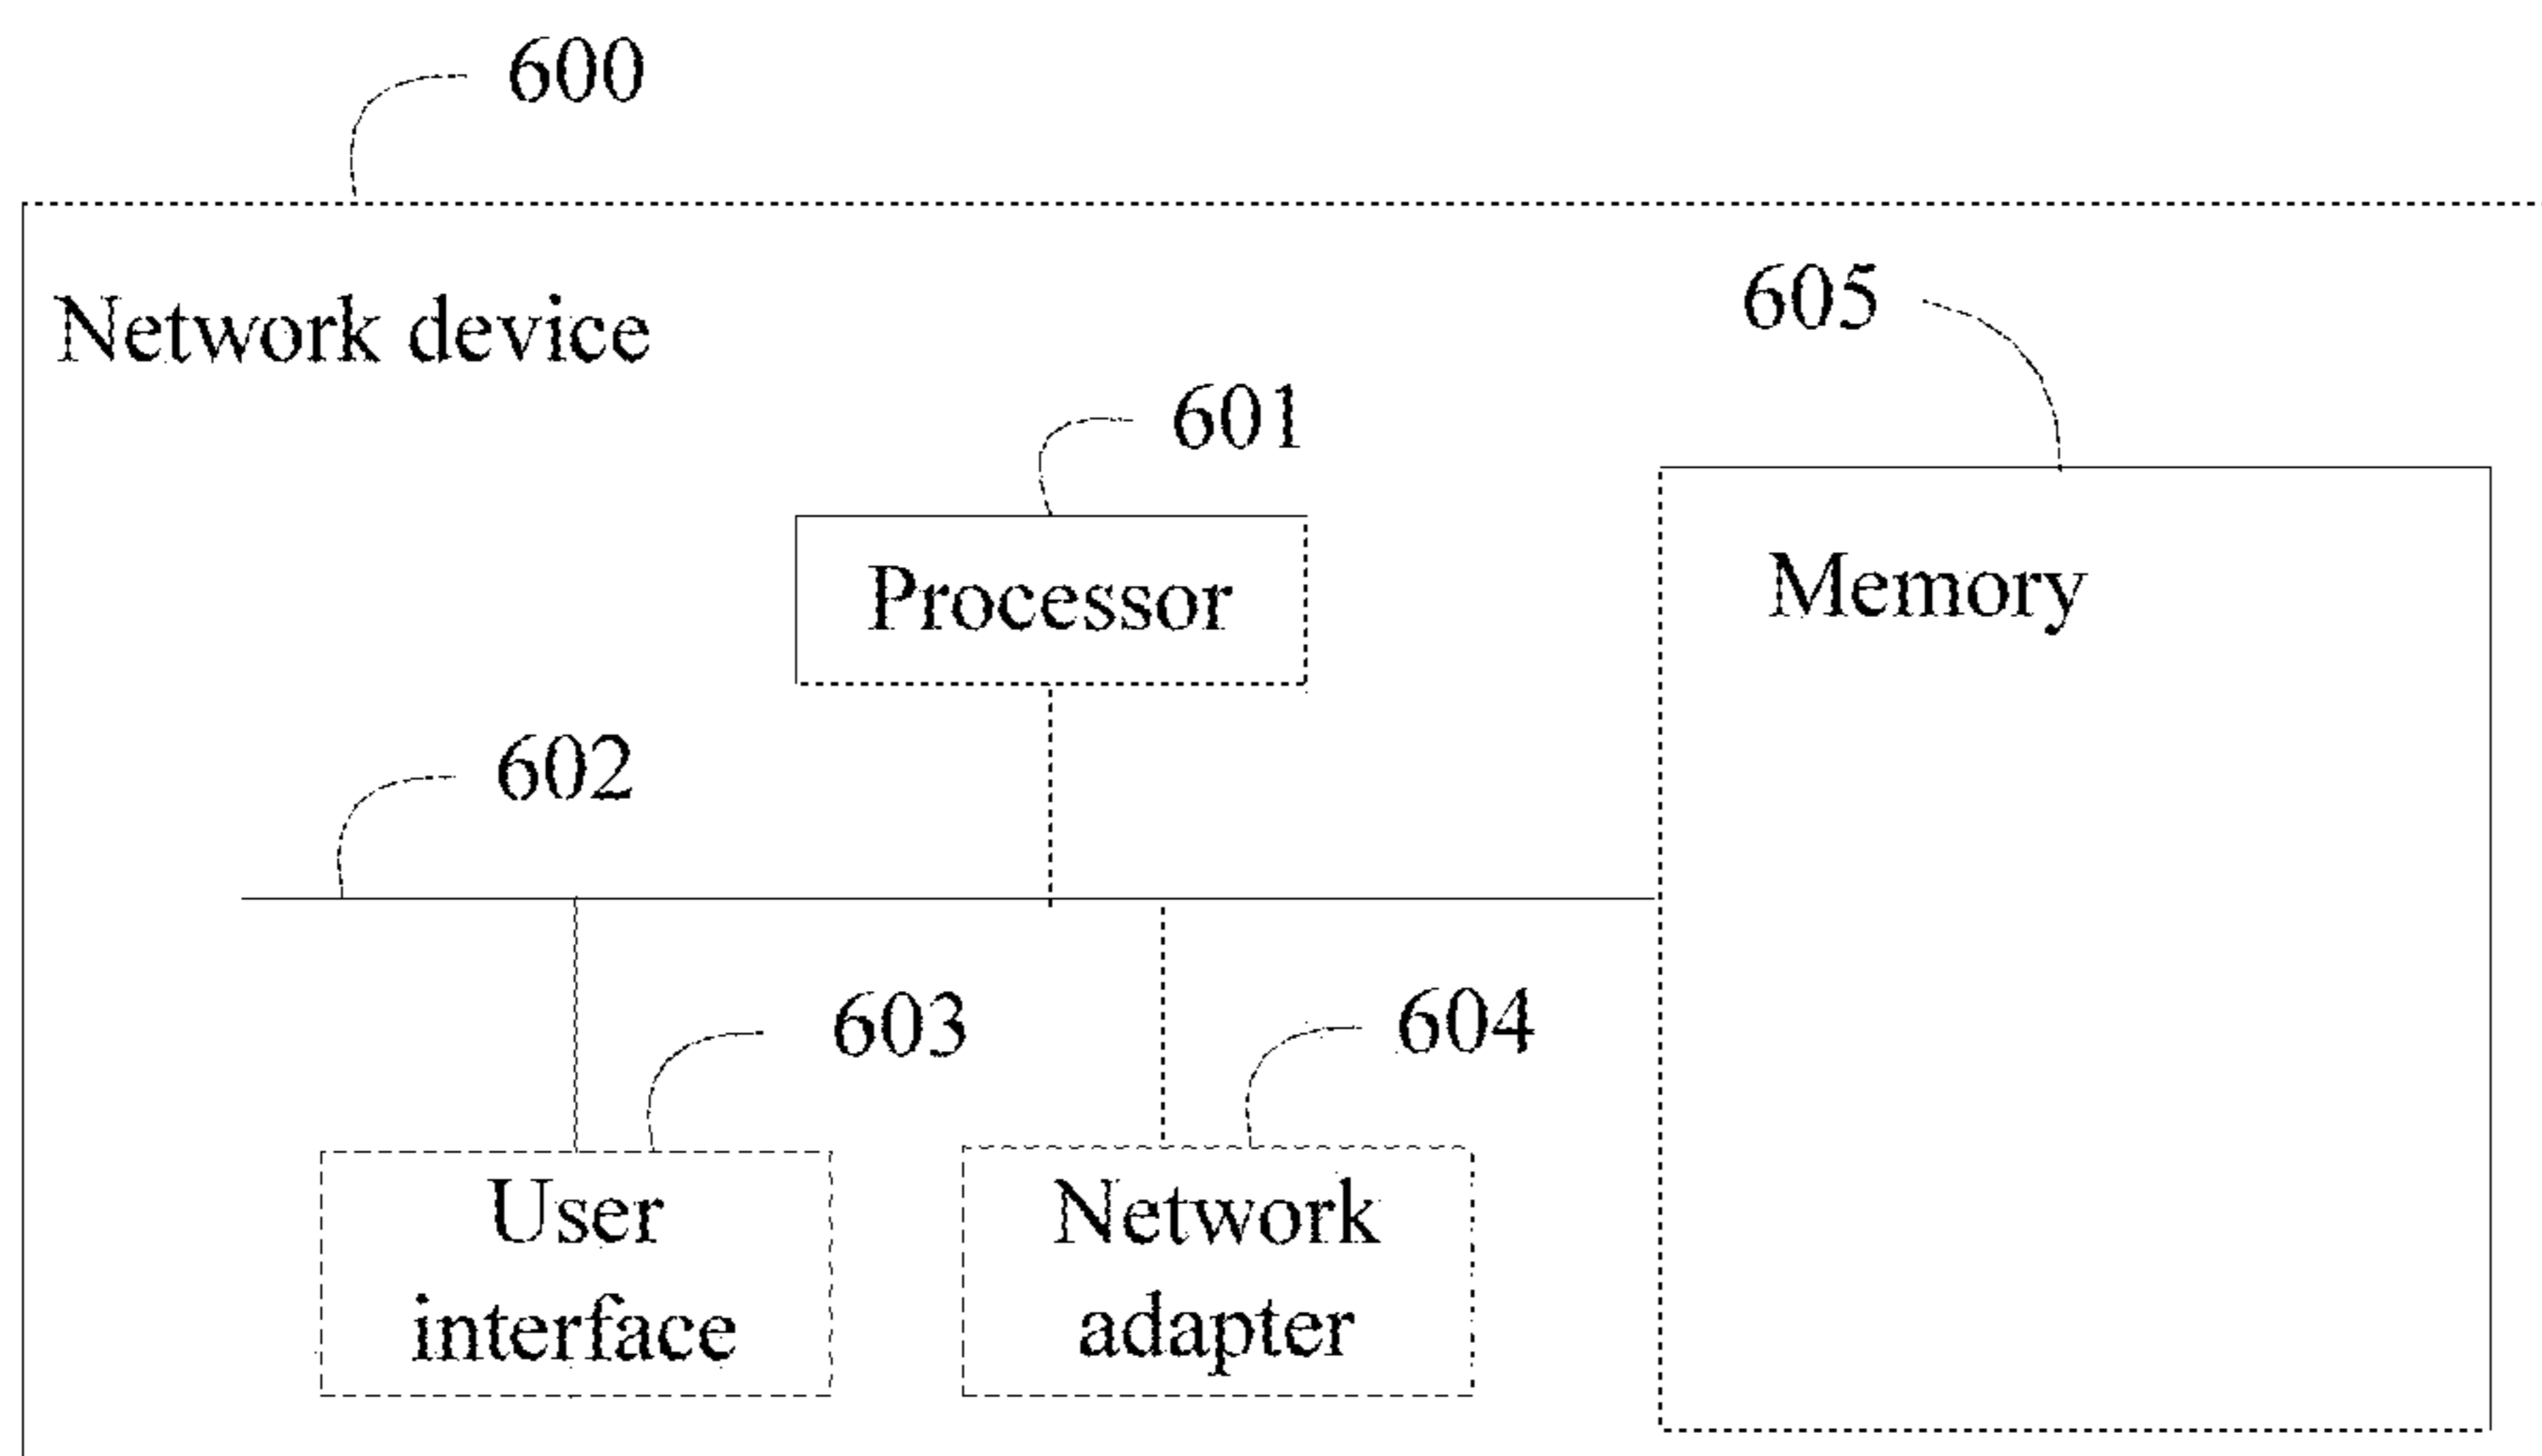 600
Network device
605
601
Processor
Memory
602
603
604
User
interface
Network
adapter